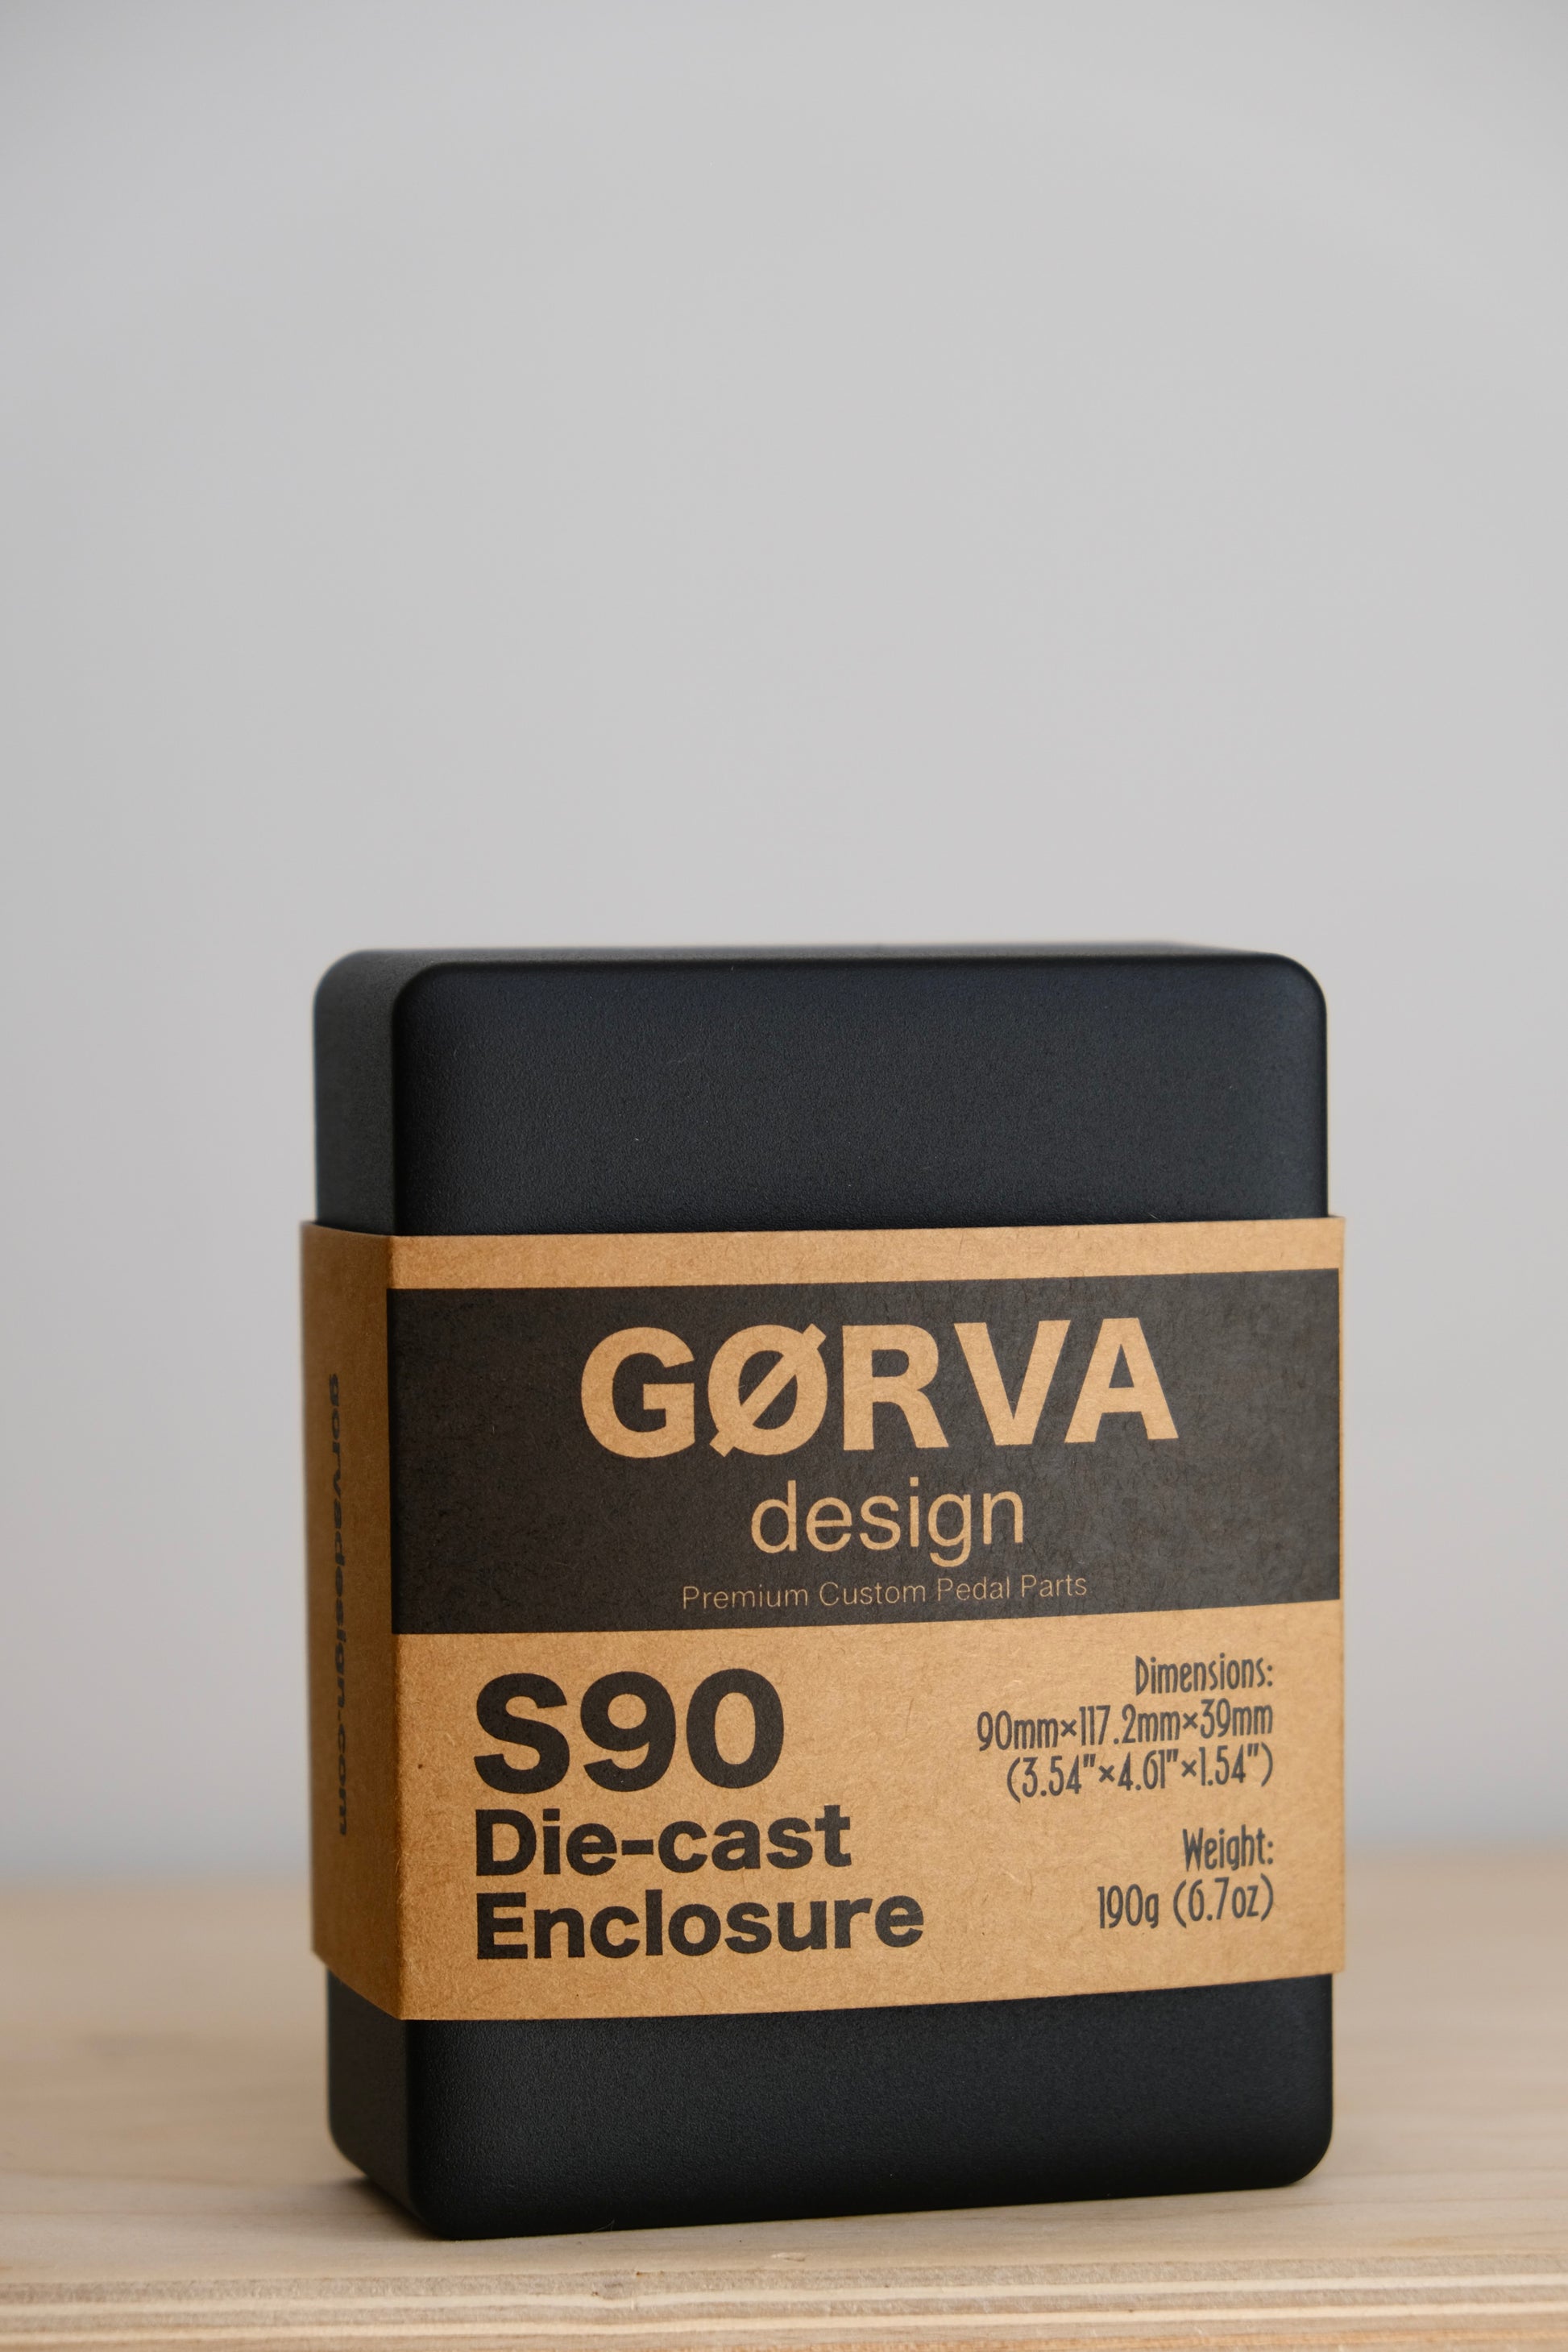 GØRVA
design
Premium Custom Pedal Parts
S90
Die-cast
Enclosure
Dimensions:
90mm×117.2mm×39mm
(3.54"×4.61"×1.54")
Weight:
190g (6.7oz)
gorvadesign.com